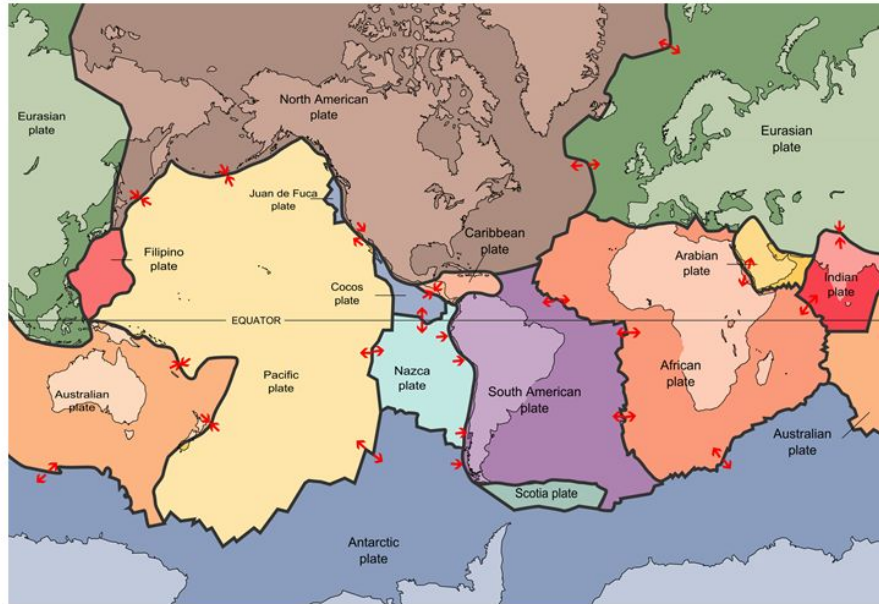 North American
plate
Eurasian
plate
Eurasian
plate
Juan de Fuca
plate
Caribbean
plate
Filipino
plate
Arabian
plate
Indian
plate
Cocos
plate
EQUATOR
Nazca
plate
Pacific
plate
African
plate
Australian
plate
South American
plate
Australian
plate
Scotia plate
Antarctic
plate